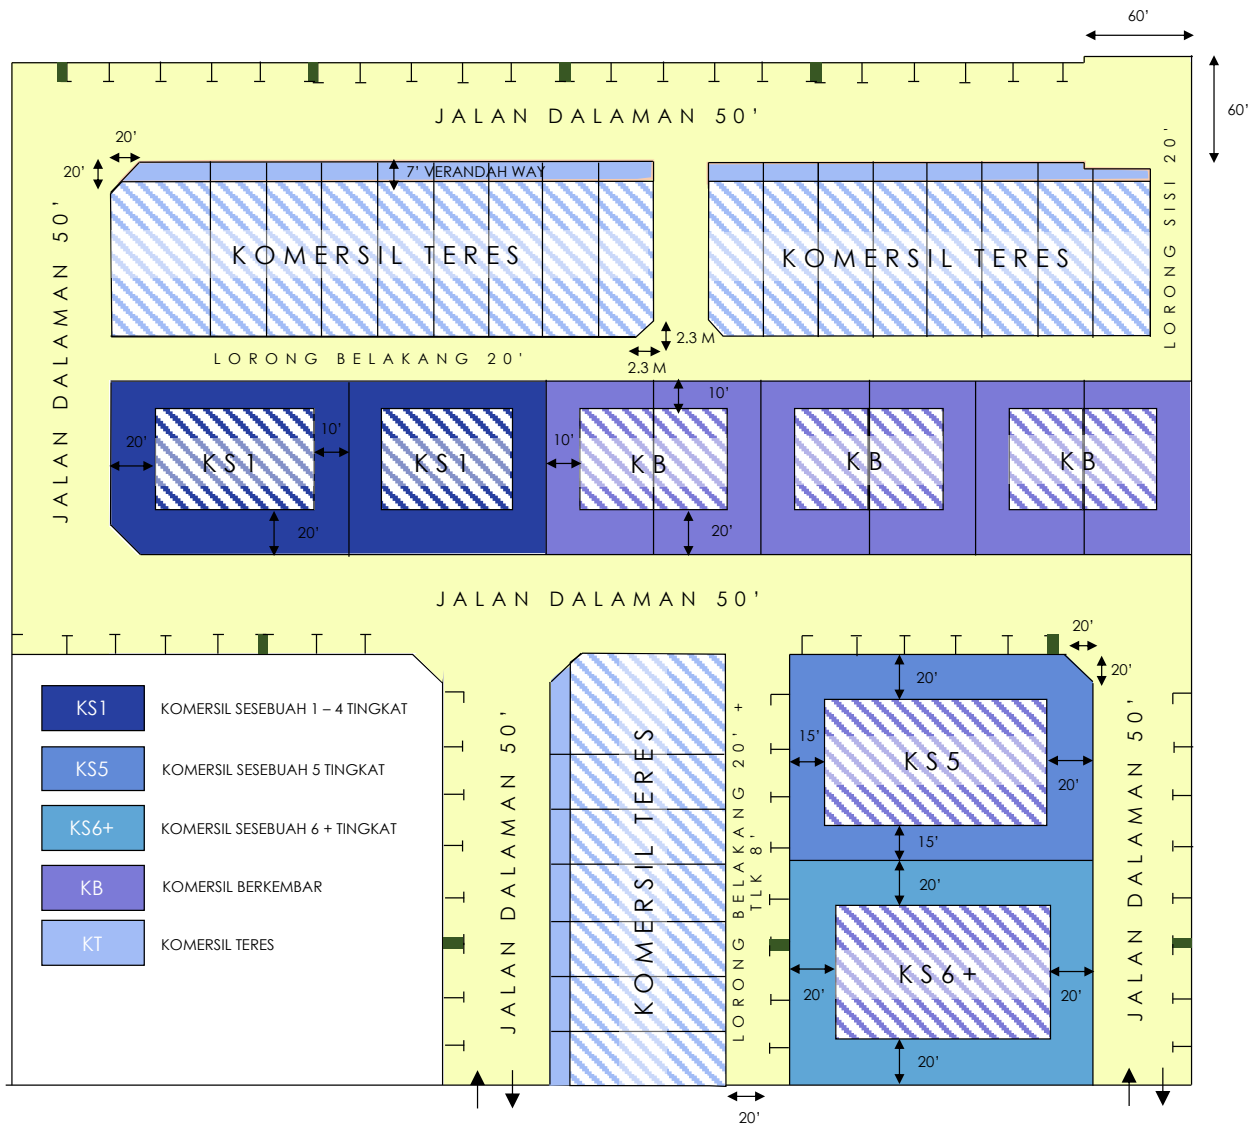 60'
60'
JALAN DALAMAN 50'
20'
20'
7' VERANDAH WAY
KOMERSIL TERES
KOMERSIL TERES
LORONG SISI 20'
JALAN DALAMAN 50'
2.3 M
2.3 M
LORONG BELAKANG 20'
10'
20'
KS1
10'
KS1
10'
KB
KB
KB
20'
20'
JALAN DALAMAN 50'
20'
20'
20'
KS1
KOMERSIL SESEBUAH 1 – 4 TINGKAT
KS5
KOMERSIL SESEBUAH 5 TINGKAT
KS6+
KOMERSIL SESEBUAH 6 + TINGKAT
KB
KOMERSIL BERKEMBAR
KT
KOMERSIL TERES
JALAN DALAMAN 50'
KOMERSIL TERES
LORONG BELAKANG 20' +
TLK 8'
15'
KS5
20'
15'
20'
20'
KS6+
20'
20'
JALAN DALAMAN 50'
20'